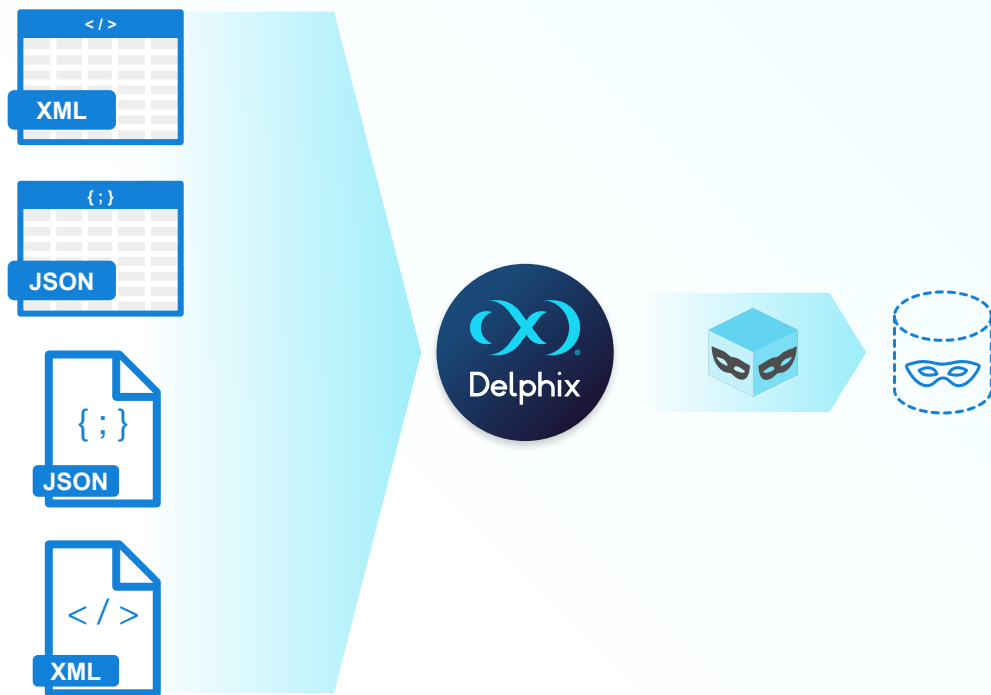 </>
XML
{;}
JSON
{ ; }
JSON
Delphix
®
</>
XML